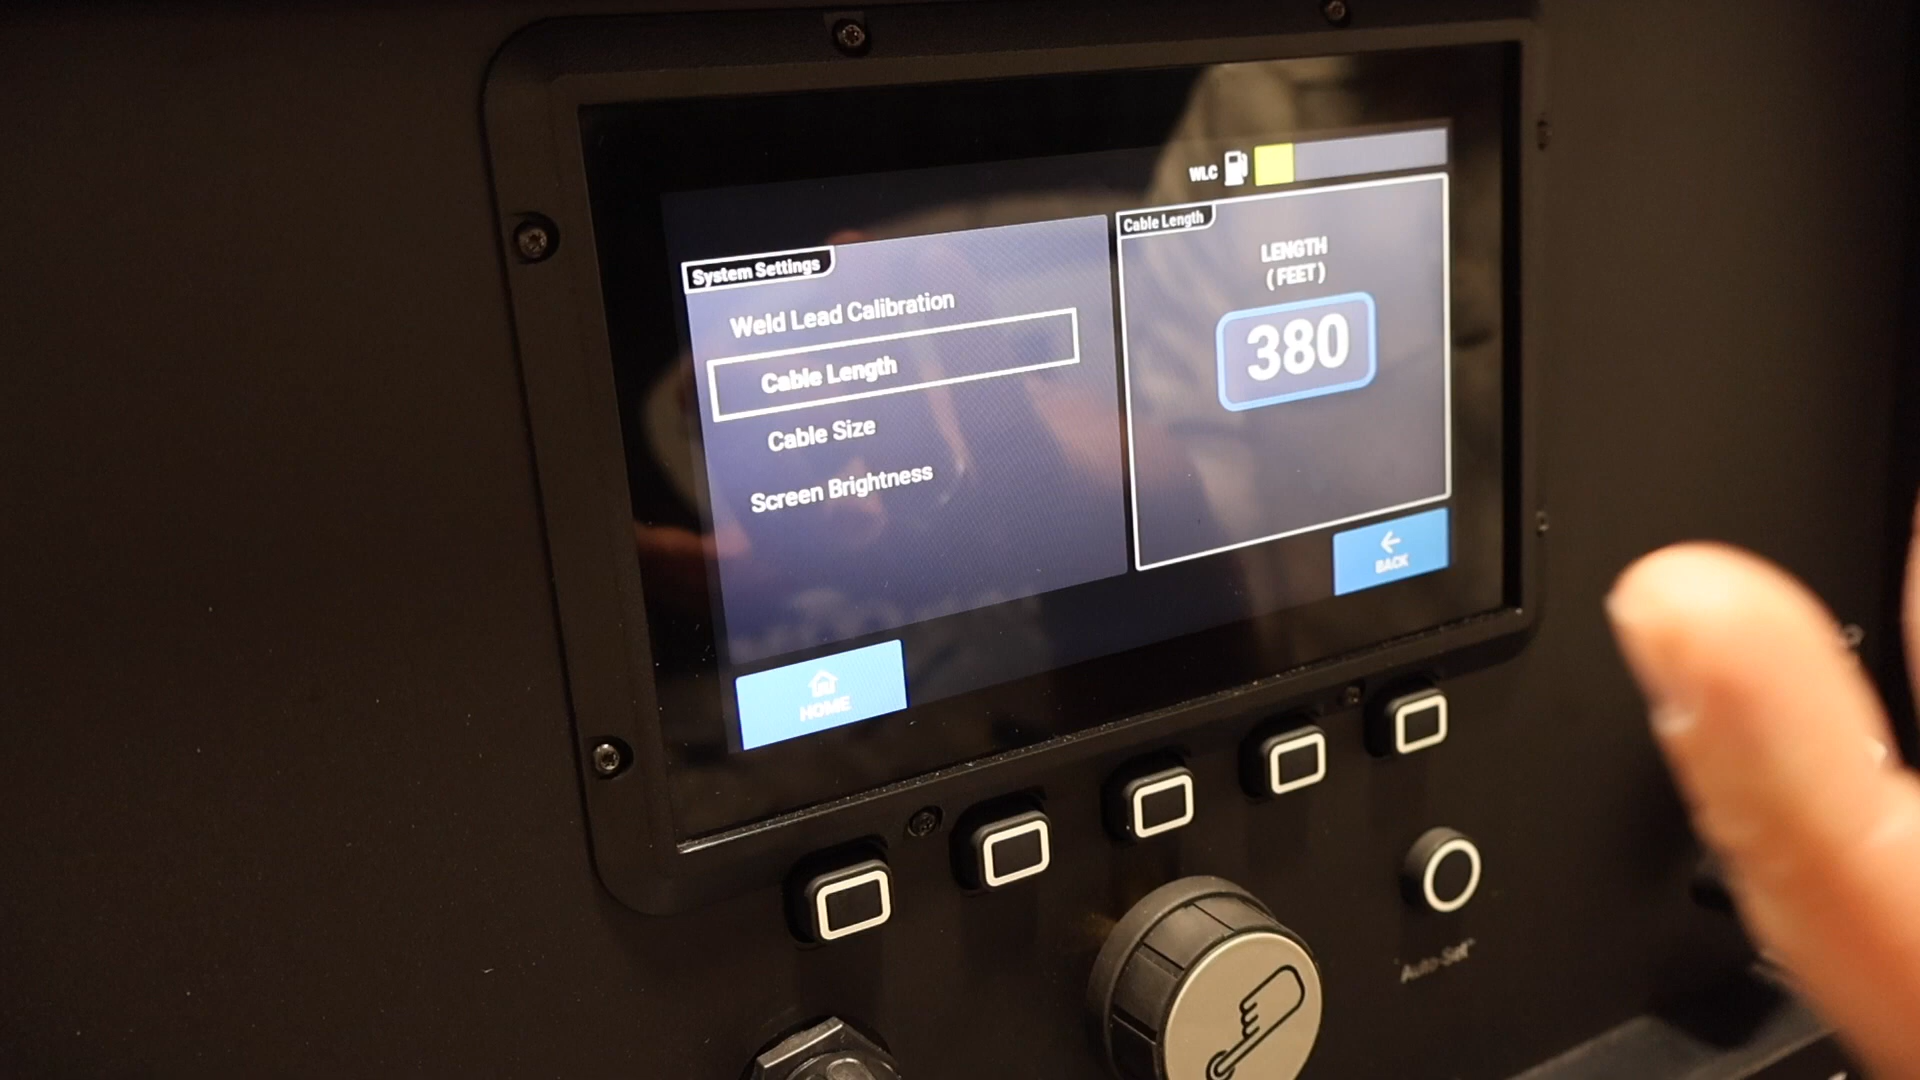 WLC
System Settings
Weld Lead Calibration
Cable Length
Cable Size
Screen Brightness
Cable Length
LENGTH
(FEET)
380
BACK
HOME
Auto-Set™